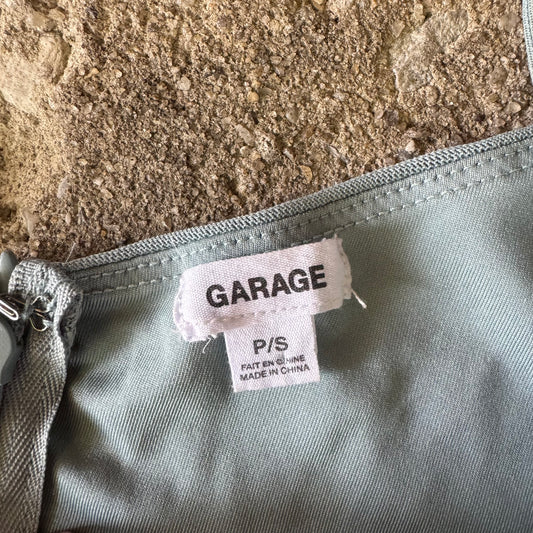 GARAGE
P/S
FAIT EN CHINE
MADE IN CHINA